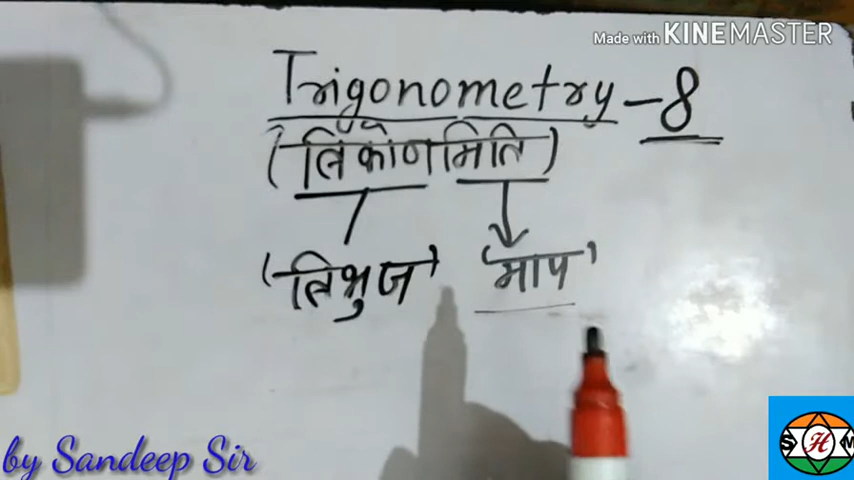 Made with KINEMASTER
Trigonometry - 8
(त्रिकोणमिति)
'त्रिभुज' 'माप'
by Sandeep Sir
S H M